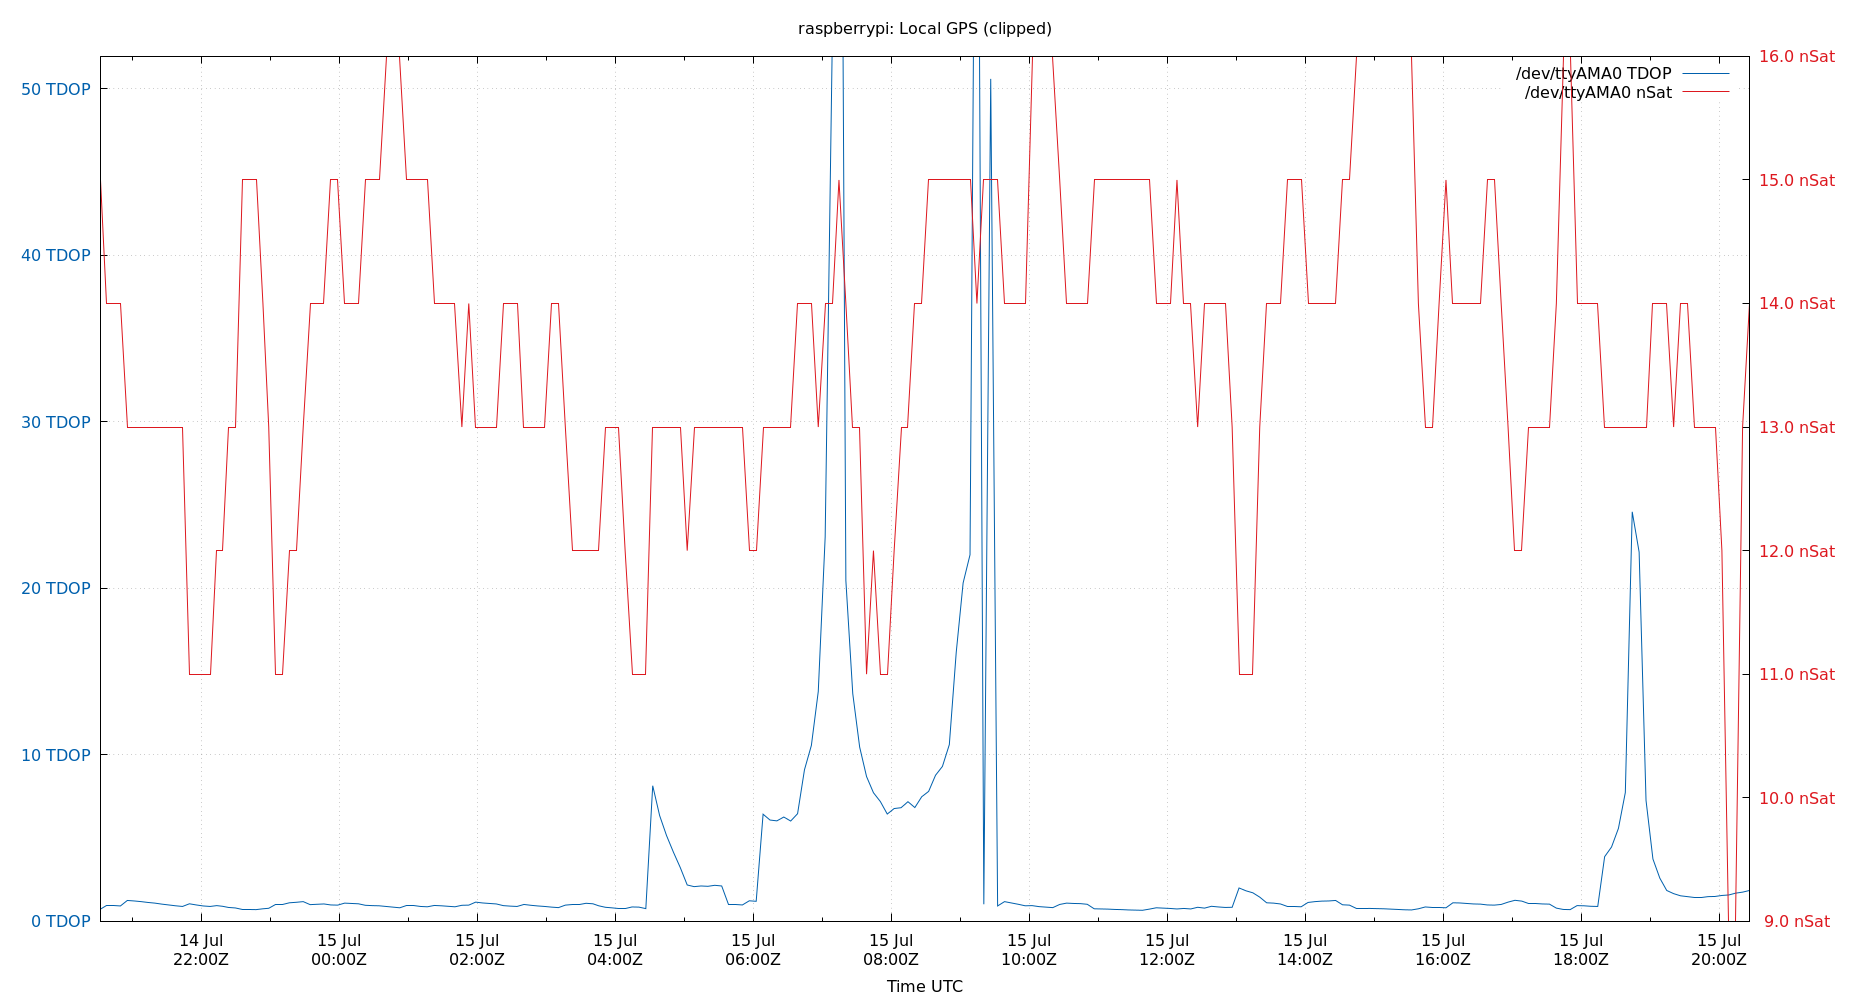 raspberrypi: Local GPS (clipped)
/dev/ttyAMA0 TDOP
/dev/ttyAMA0 nSat
50 TDOP
40 TDOP
30 TDOP
20 TDOP
10 TDOP
0 TDOP
16.0 nSat
15.0 nSat
14.0 nSat
13.0 nSat
12.0 nSat
11.0 nSat
10.0 nSat
9.0 nSat
14 Jul 15 Jul 15 Jul 15 Jul 15 Jul 15 Jul 15 Jul 15 Jul 15 Jul 15 Jul 15 Jul 15 Jul
22:00Z 00:00Z 02:00Z 04:00Z 06:00Z 08:00Z 10:00Z 12:00Z 14:00Z 16:00Z 18:00Z 20:00Z
Time UTC